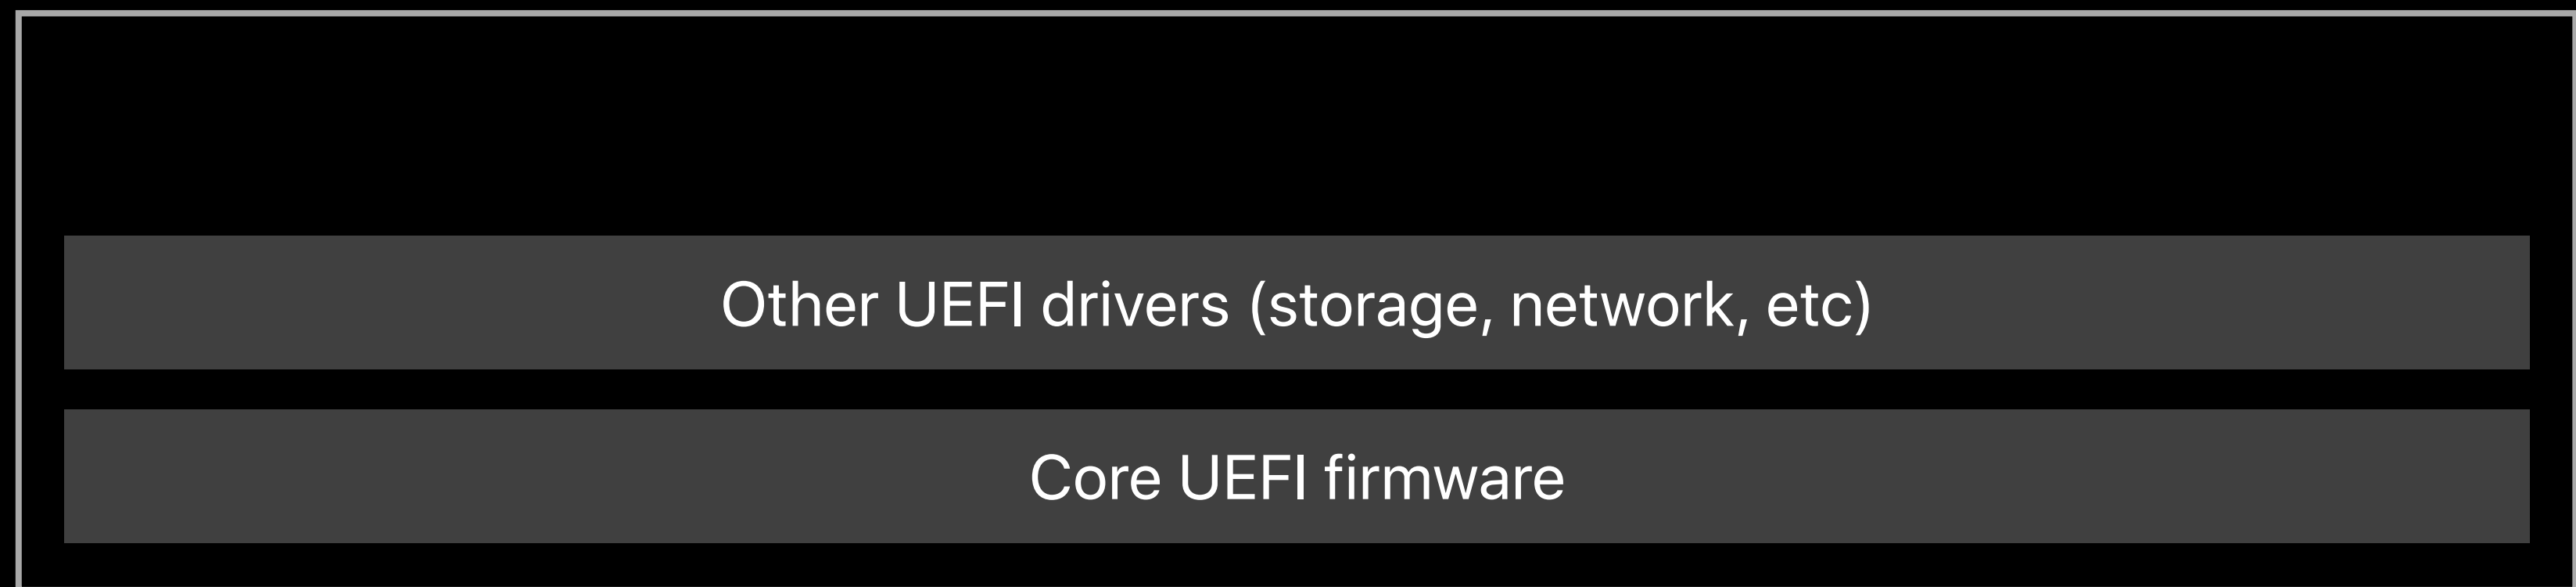 Other UEFI drivers (storage, network, etc)
Core UEFI firmware